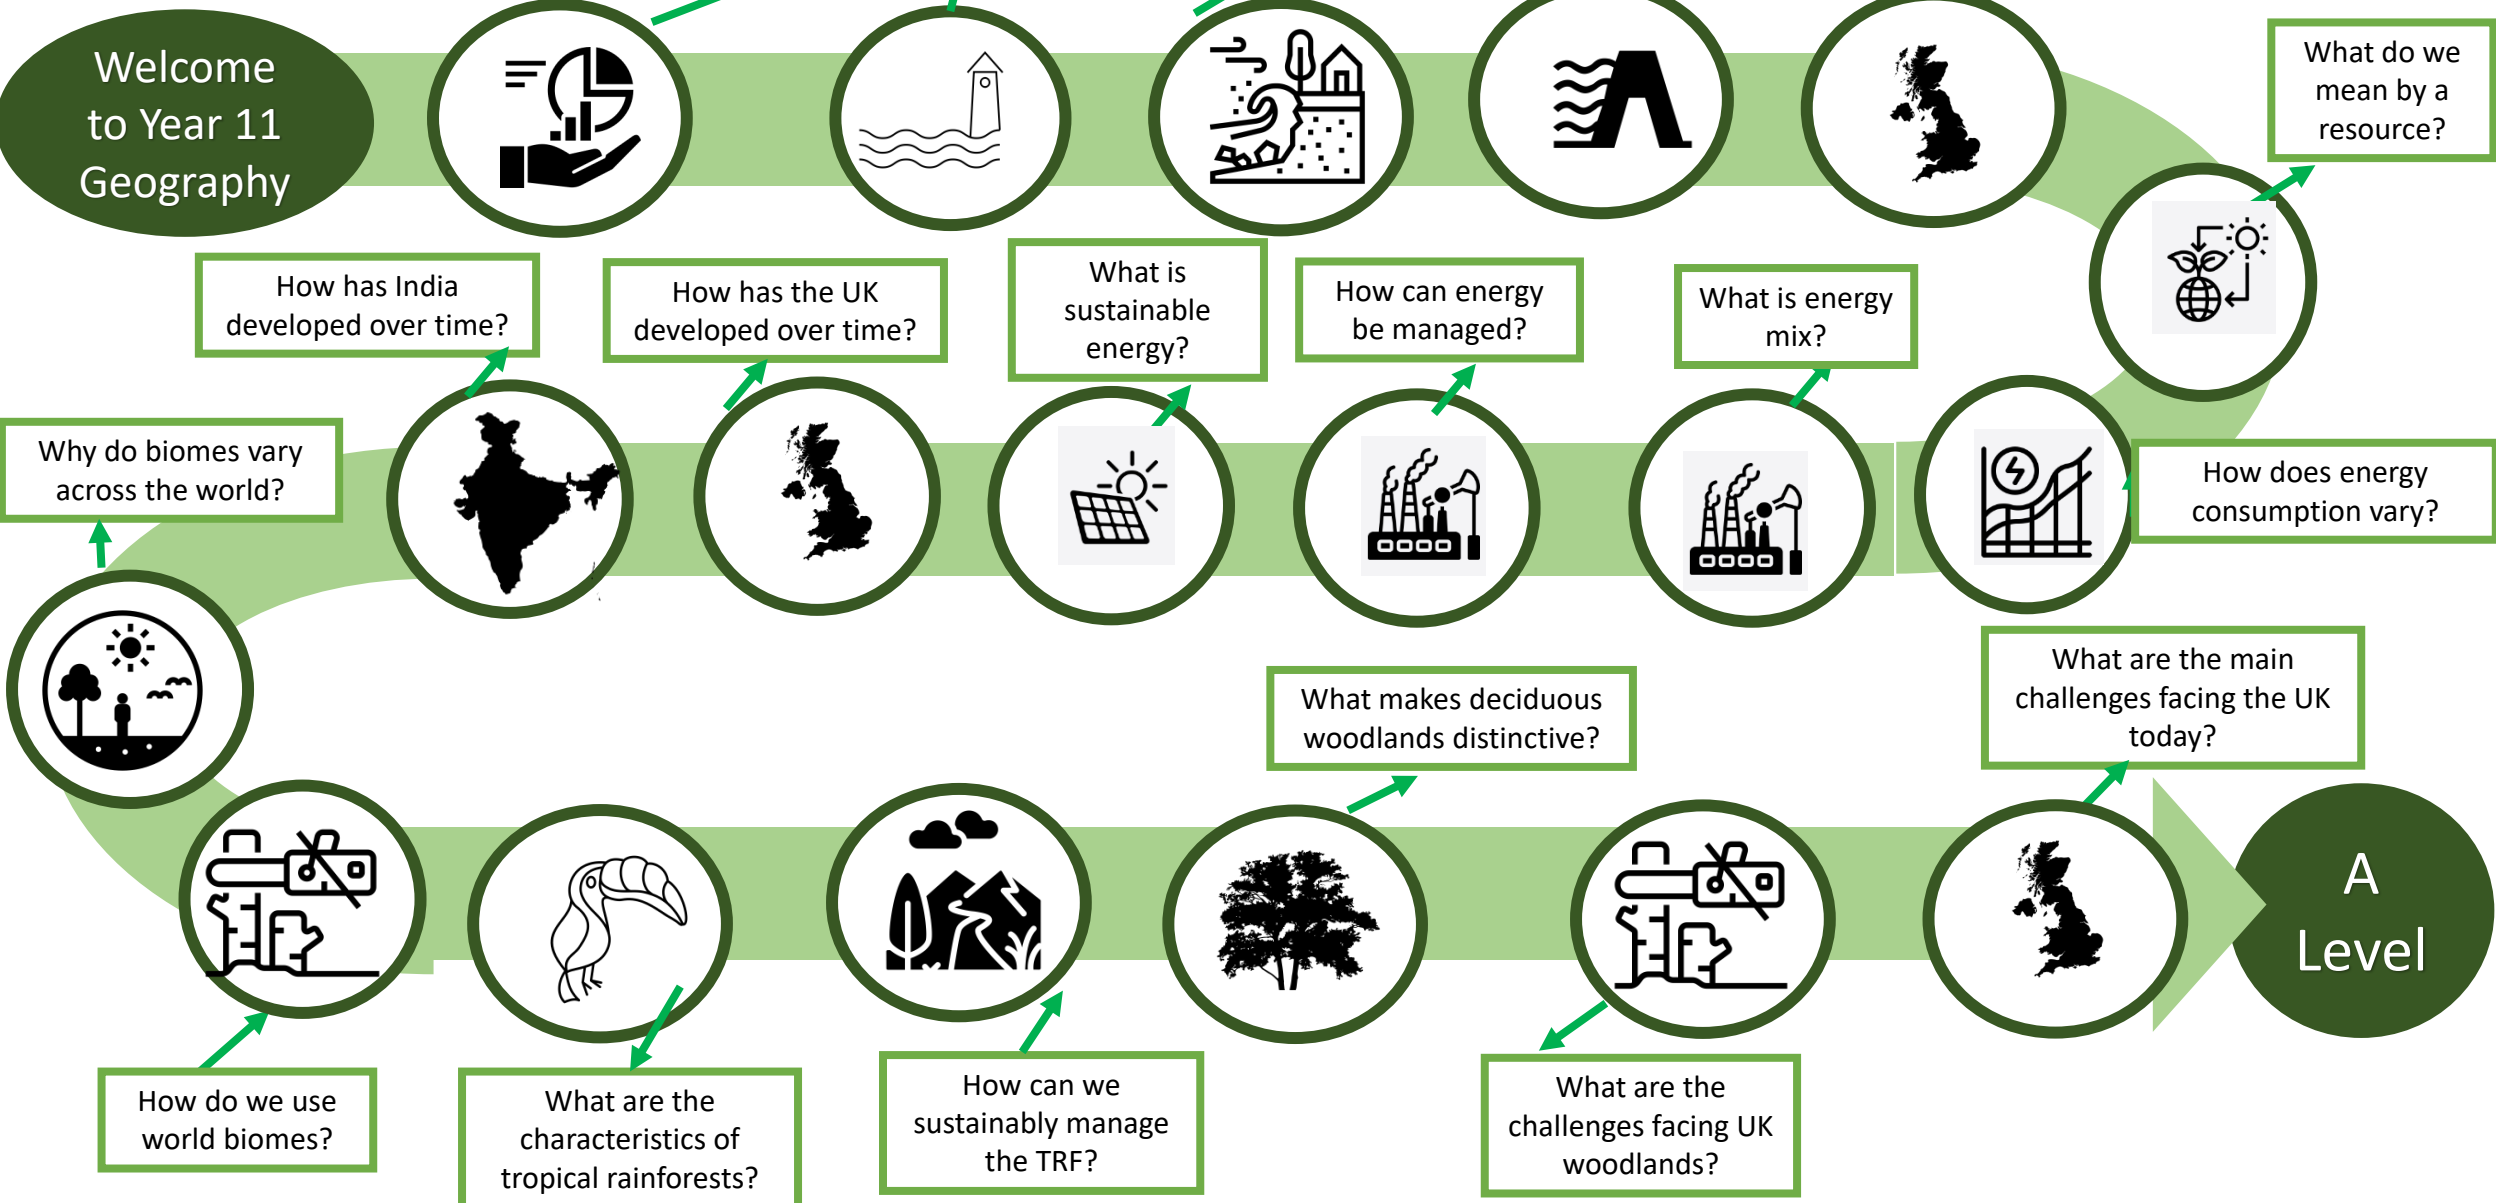 Welcome
to Year 11
Geography
What do we
mean by a
resource?
How does energy
consumption vary?
What is energy
mix?
How can energy
be managed?
What is
sustainable
energy?
How has the UK
developed over time?
How has India
developed over time?
Why do biomes vary
across the world?
How do we use
world biomes?
What are the
characteristics of
tropical rainforests?
How can we
sustainably manage
the TRF?
What makes deciduous
woodlands distinctive?
What are the
challenges facing UK
woodlands?
What are the main
challenges facing the UK
today?
A
Level